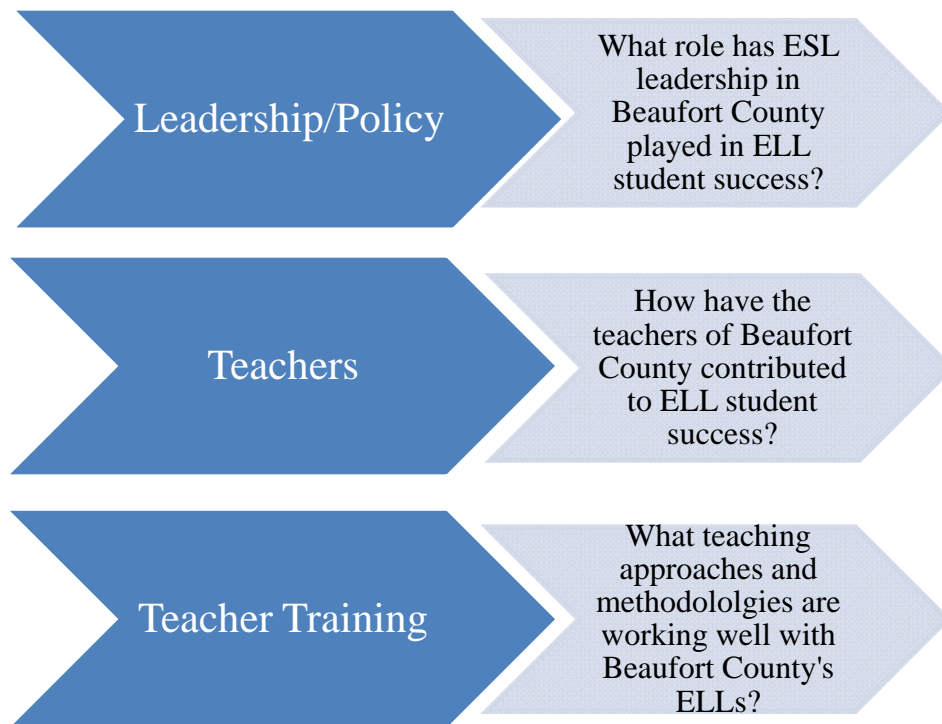 Leadership/Policy
What role has ESL
leadership in
Beaufort County
played in ELL
student success?
Teachers
How have the
teachers of Beaufort
County contributed
to ELL student
success?
Teacher Training
What teaching
approaches and
methodololgies are
working well with
Beaufort County's
ELLs?